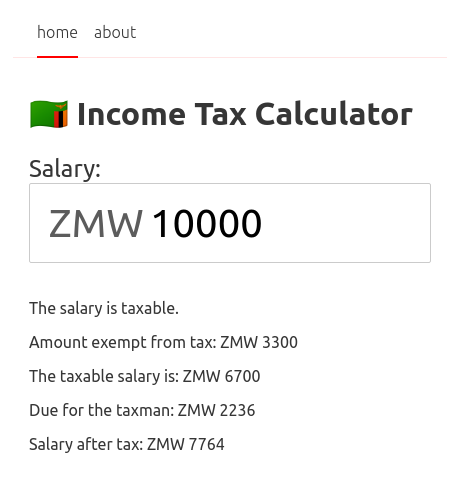 home about
Income Tax Calculator
Salary:
ZMW 10000
The salary is taxable.
Amount exempt from tax: ZMW 3300
The taxable salary is: ZMW 6700
Due for the taxman: ZMW 2236
Salary after tax: ZMW 7764